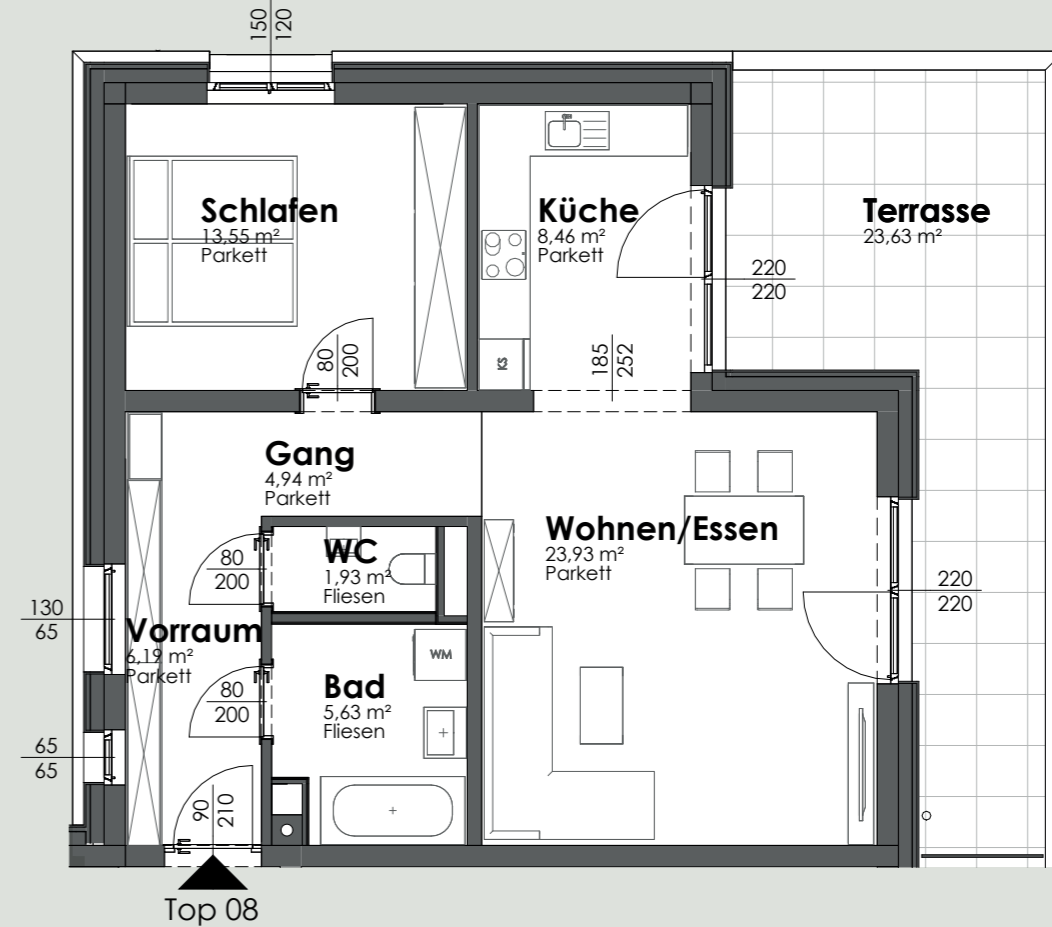 150
120
Schlafen
13,55 m²
Parkett
Küche
8,46 m²
Parkett
Terrasse
23,63 m²
220
220
80
200
KS
185
252
Gang
4,94 m²
Parkett
WC
1,93 m²
Fliesen
80
200
Wohnen/Essen
23,93 m²
Parkett
220
220
130
65
Vorraum
6,19 m²
Parkett
WM
80
200
Bad
5,63 m²
Fliesen
65
65
90
210
Top 08